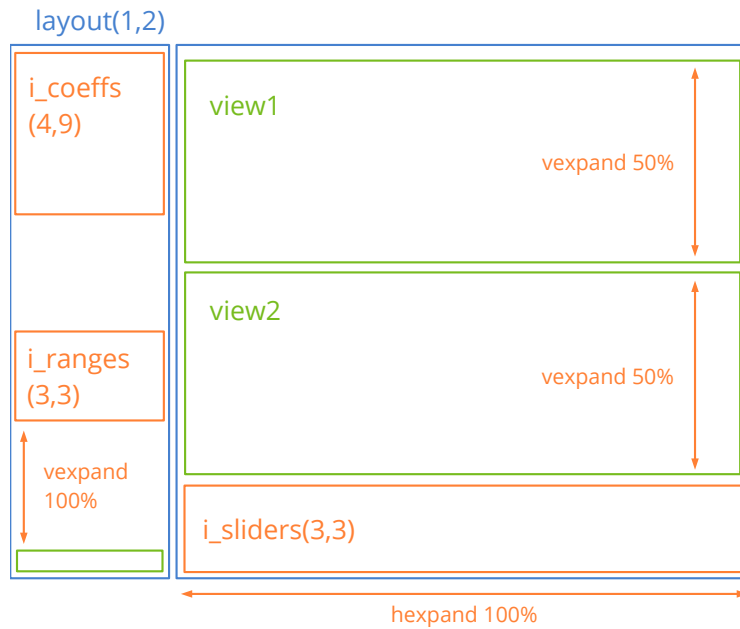 layout(1,2)
i_coeffs
(4,9)
view1
vexpand 50%
view2
i_ranges
(3,3)
vexpand 50%
vexpand
100%
i_sliders(3,3)
hexpand 100%